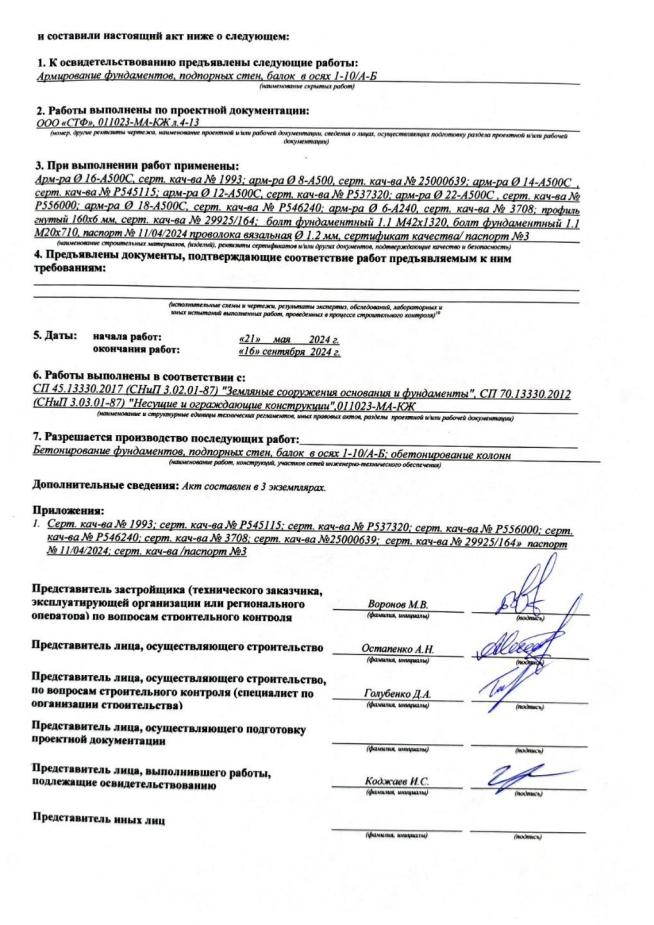 и составили настоящий акт ниже о следующем:
1. К освидетельствованию предъявлены следующие работы:
Армирование фундаментов, подпорных стен, балок в осях 1-10/А-Б
(наименование скрытых работ)
2. Работы выполнены по проектной документации:
ООО «СТФ», 011023-МА-КЖ л.4-13
(номер, другие реквизиты чертежа, наименование проектной и/или рабочей документации, сведения о лицах, осуществляющих подготовку раздела проектной и/или рабочей
документации)
3. При выполнении работ применены:
Арм-ра Ø 16-А500С, серт. кач-ва № 1993; арм-ра Ø 8-А500, серт. кач-ва № 25000639; арм-ра Ø 14-А500С ,
серт. кач-ва № Р545115; арм-ра Ø 12-А500С, серт. кач-ва № Р537320; арм-ра Ø 22-А500С , серт. кач-ва №
Р556000; арм-ра Ø 18-А500С, серт. кач-ва № Р546240; арм-ра Ø 6-А240, серт. кач-ва № 3708; профиль
гнутый 160х6 мм, серт. кач-ва № 29925/164; болт фундаментный 1.1 М42х1320, болт фундаментный 1.1
М20х710, паспорт № 11/04/2024 проволока вязальная Ø 1.2 мм, сертификат качества/ паспорт №3
(наименование строительных материалов, (изделий), реквизиты сертификатов и/или других документов, подтверждающие качество и безопасность)
4. Предъявлены документы, подтверждающие соответствие работ предъявляемым к ним
требованиям:
(исполнительные схемы и чертежи, результаты экспертиз, обследований, лабораторных и
иных испытаний выполненных работ, проведенных в процессе строительного контроля)
5. Даты: начала работ: «21» мая 2024 г.
окончания работ: «16» сентября 2024 г.
6. Работы выполнены в соответствии с:
СП 45.13330.2017 (СНиП 3.02.01-87) "Земляные сооружения основания и фундаменты", СП 70.13330.2012
(СНиП 3.03.01-87) "Несущие и ограждающие конструкции",011023-МА-КЖ
(наименование и структурные единицы технических регламентов, иных правовых актов, разделы проектной и/или рабочей документации)
7. Разрешается производство последующих работ:
Бетонирование фундаментов, подпорных стен, балок в осях 1-10/А-Б; обетонирование колонн
(наименование работ, конструкций, участков сетей инженерно-технического обеспечения)
Дополнительные сведения: Акт составлен в 3 экземплярах.
Приложения:
1. Серт. кач-ва № 1993; серт. кач-ва № Р545115; серт. кач-ва № Р537320; серт. кач-ва № Р556000; серт.
кач-ва № Р546240; серт. кач-ва № 3708; серт. кач-ва №25000639; серт. кач-ва № 29925/164» паспорт
№ 11/04/2024; серт. кач-ва /паспорт №3
Представитель застройщика (технического заказчика,
эксплуатирующей организации или регионального
оператора) по вопросам строительного контроля
Воронов М.В.
(фамилия, инициалы) (подпись)
Представитель лица, осуществляющего строительство
Остапенко А.Н.
(фамилия, инициалы) (подпись)
Представитель лица, осуществляющего строительство,
по вопросам строительного контроля (специалист по
организации строительства)
Голубенко Д.А.
(фамилия, инициалы) (подпись)
Представитель лица, осуществляющего подготовку
проектной документации
(фамилия, инициалы) (подпись)
Представитель лица, выполнившего работы,
подлежащие освидетельствованию
Коджаев И.С.
(фамилия, инициалы) (подпись)
Представитель иных лиц
(фамилия, инициалы) (подпись)